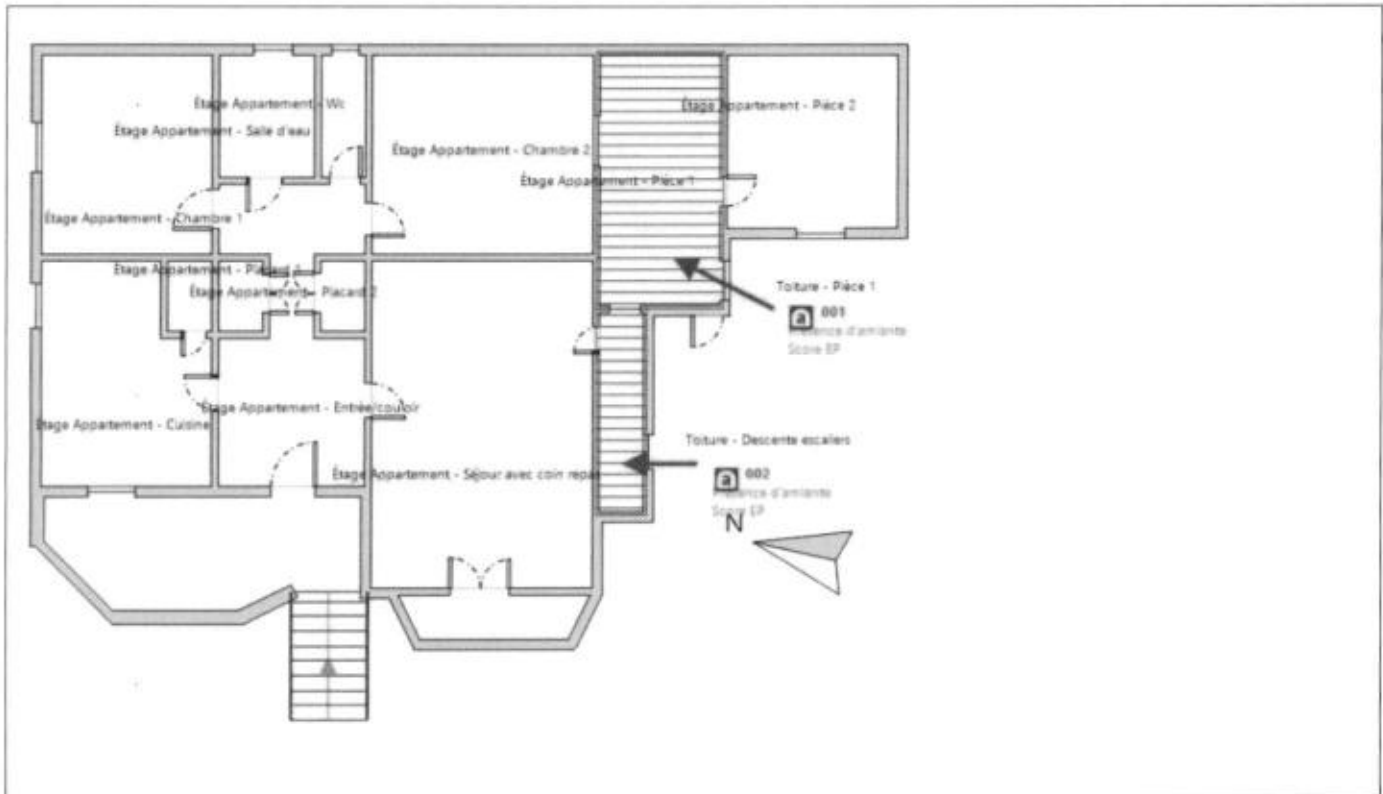 Étage Appartement - Wc
Étage Appartement - Pièce 2
Étage Appartement - Salle d'eau
Étage Appartement - Chambre 2
Étage Appartement - Pièce 1
Étage Appartement - Chambre 1
Étage Appartement - Placard 1
Étage Appartement - Placard 2
Toiture - Pièce 1
a 001
Présence d'amiante
Score EP
Étage Appartement - Entrée/couloir
Étage Appartement - Cuisine
Toiture - Descente escaliers
Étage Appartement - Séjour avec coin repas
a 002
Présence d'amiante
Score EP
N